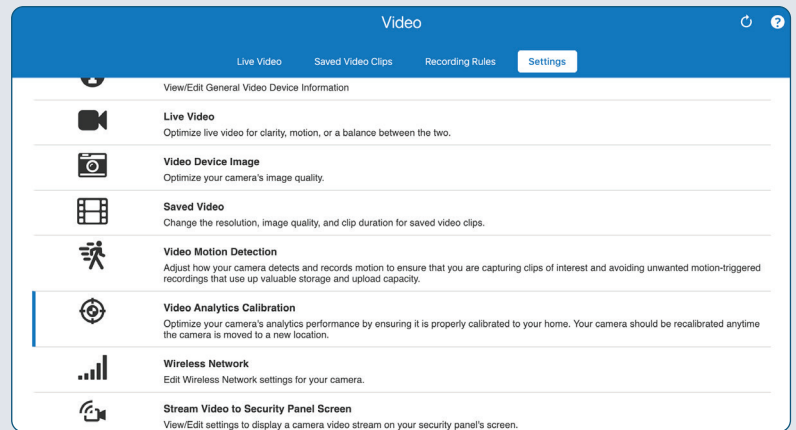 Video
?
Live Video Saved Video Clips Recording Rules Settings
View/Edit General Video Device Information
Live Video
Optimize live video for clarity, motion, or a balance between the two.
Video Device Image
Optimize your camera's image quality.
Saved Video
Change the resolution, image quality, and clip duration for saved video clips.
Video Motion Detection
Adjust how your camera detects and records motion to ensure that you are capturing clips of interest and avoiding unwanted motion-triggered
recordings that use up valuable storage and upload capacity.
Video Analytics Calibration
Optimize your camera's analytics performance by ensuring it is properly calibrated to your home. Your camera should be recalibrated anytime
the camera is moved to a new location.
Wireless Network
Edit Wireless Network settings for your camera.
Stream Video to Security Panel Screen
View/Edit settings to display a camera video stream on your security panel's screen.